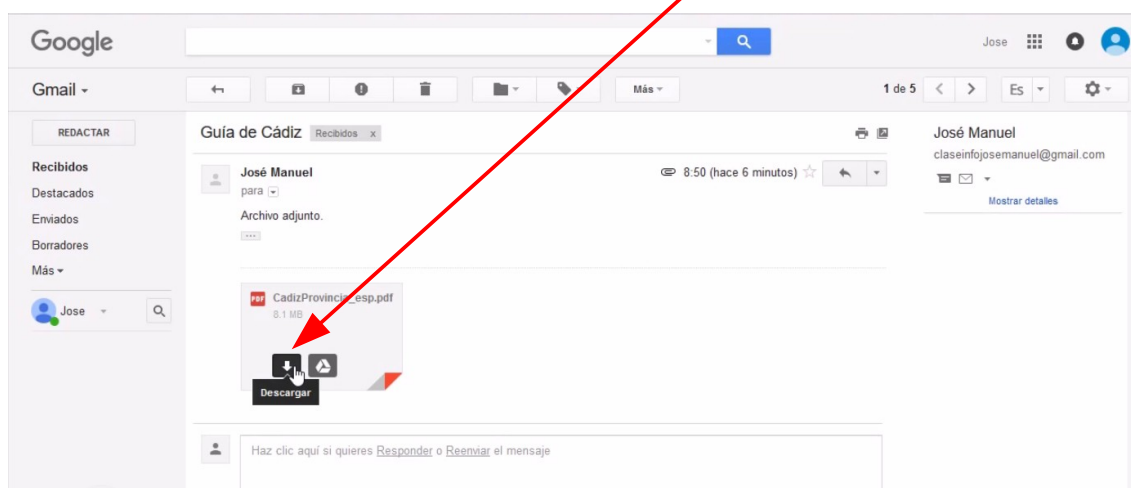 Google
Jose
Gmail
Más
1 de 5
Es
REDACTAR
Recibidos
Destacados
Enviados
Borradores
Más
Jose
Guía de Cádiz Recibidos x
José Manuel
8:50 (hace 6 minutos)
para
Archivo adjunto.
PDF CadizProvincia_esp.pdf
8.1 MB
Descargar
Haz clic aquí si quieres Responder o Reenviar el mensaje
José Manuel
claseinfojosemanuel@gmail.com
Mostrar detalles